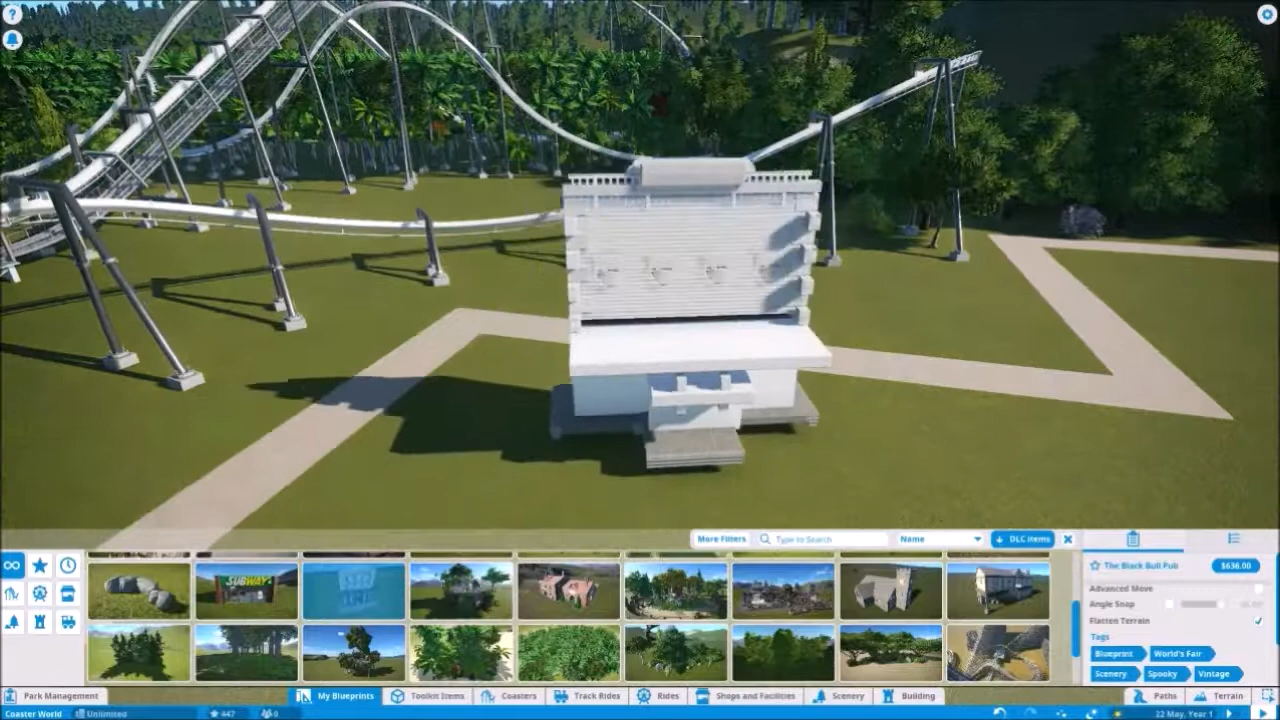 ?
More Filters
Type to Search
Name
DLC Items
The Black Bull Pub
$636.00
Advanced Move
Angle Snap
Flatten Terrain
Tags
Blueprint
World's Fair
Scenery
Spooky
Vintage
SUBWAY
Park Management
My Blueprints
Toolkit Items
Coasters
Track Rides
Rides
Shops and Facilities
Scenery
Building
Paths
Terrain
Coaster World
Unlimited
447
0
22 May, Year 1